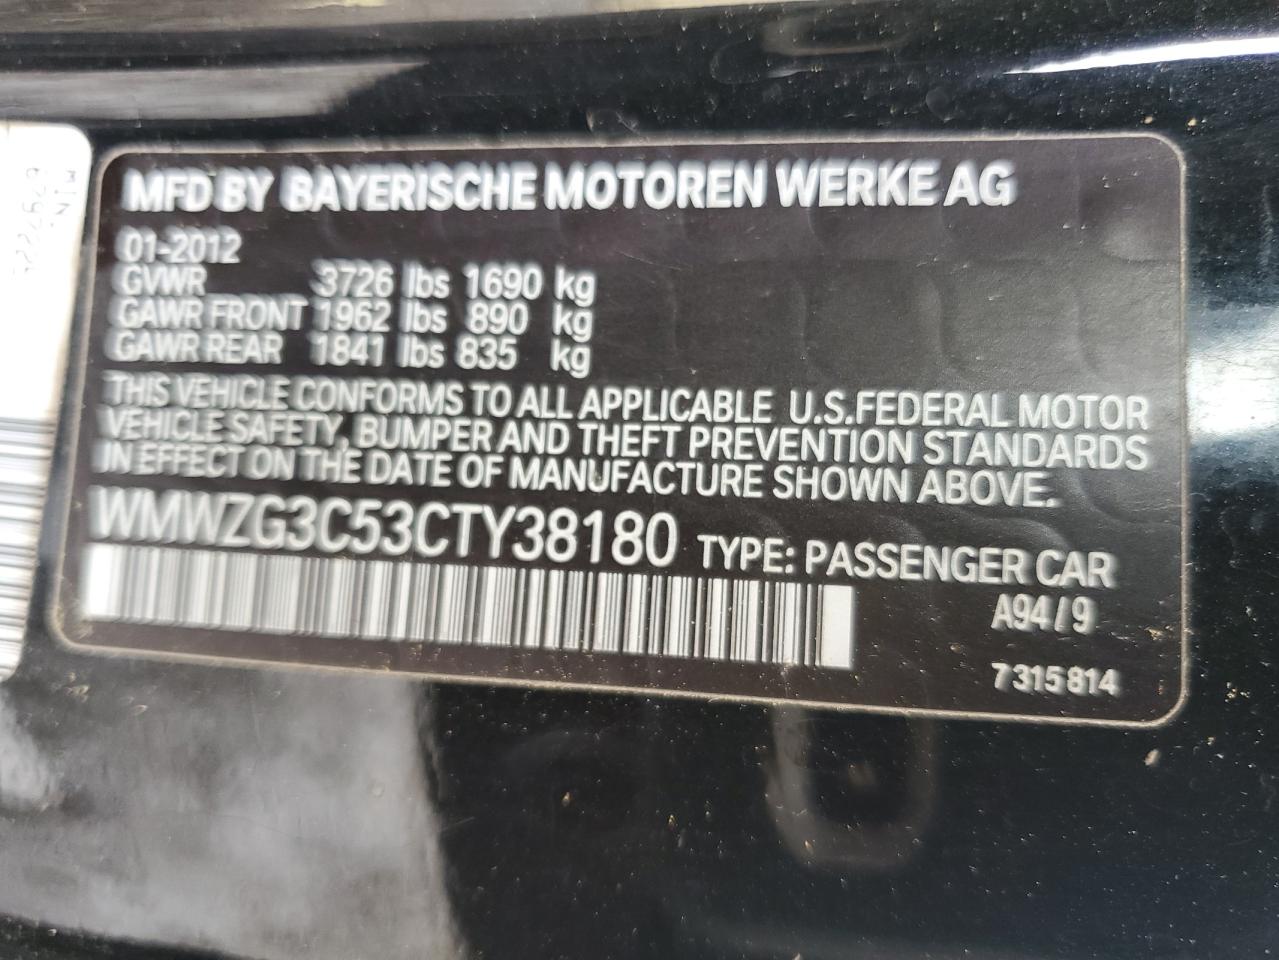 MFD BY BAYERISCHE MOTOREN WERKE AG
01-2012
GVWR 3726 lbs 1690 kg
GAWR FRONT 1962 lbs 890 kg
GAWR REAR 1841 lbs 835 kg
THIS VEHICLE CONFORMS TO ALL APPLICABLE U.S.FEDERAL MOTOR
VEHICLE SAFETY, BUMPER AND THEFT PREVENTION STANDARDS
IN EFFECT ON THE DATE OF MANUFACTURE SHOWN ABOVE.
WMWZG3C53CTY38180 TYPE: PASSENGER CAR
A94/9
7315814